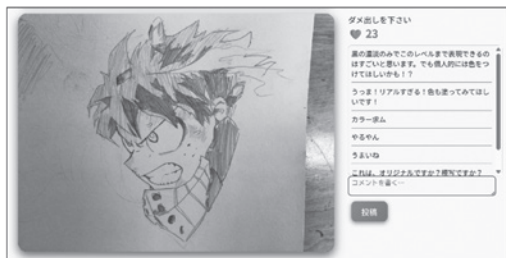 ダメ出しを下さい
23
黒の濃淡のみでこのレベルまで表現できるの
はすごいと思います。でも個人的には色をつ
けてほしいかも！？
うっま！リアルすぎる！色も塗ってみてほし
いです！
カラー求ム
やるやん
うまいね
これは、オリジナルですか？模写ですか？
コメントを書く…
投稿